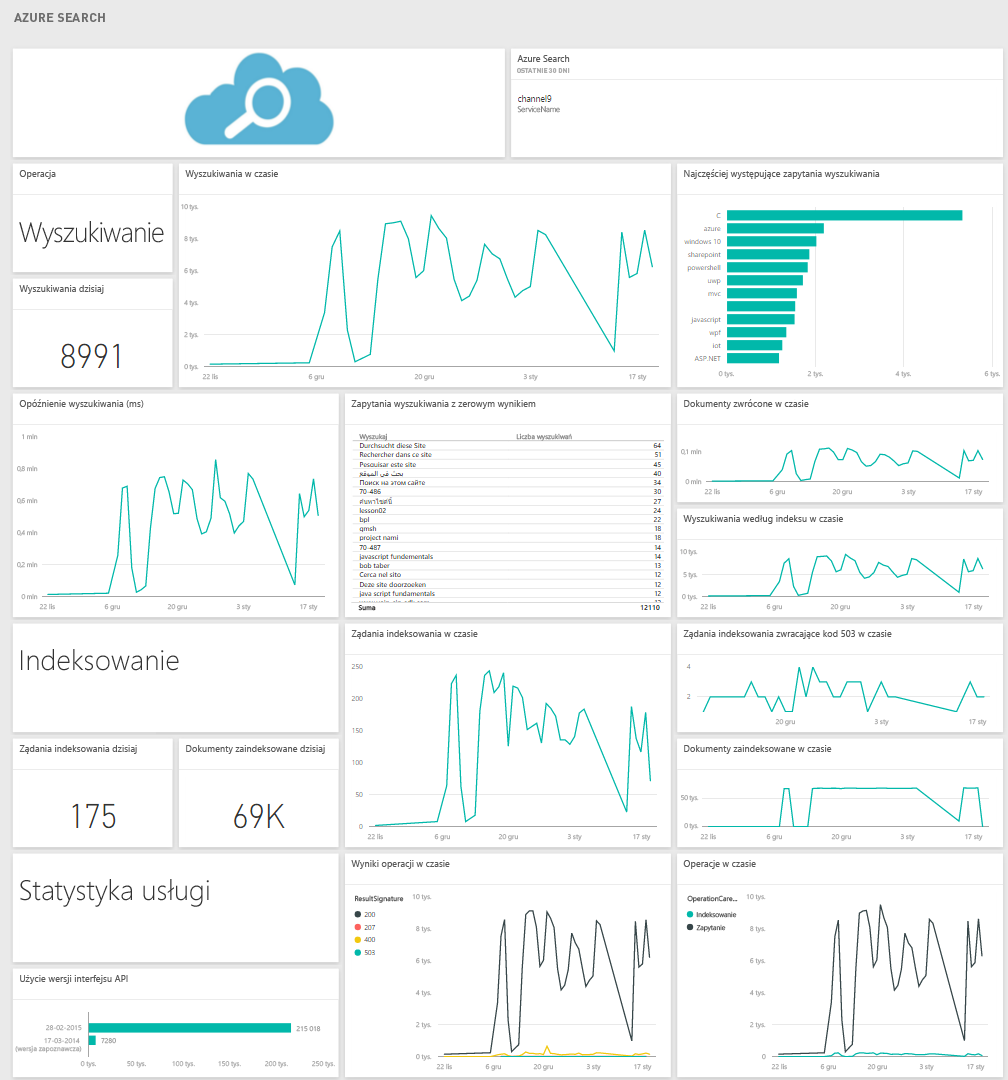 AZURE SEARCH
Azure Search
OSTATNIE 30 DNI
channel9
ServiceName
Operacja
Wyszukiwanie
Wyszukiwania w czasie
10 tys.
8 tys.
6 tys.
4 tys.
2 tys.
0 tys.
22 lis
6 gru
20 gru
3 sty
17 sty
Najczęściej występujące zapytania wyszukiwania
C
azure
windows 10
sharepoint
powershell
uwp
mvc
javascript
wpf
iot
ASP.NET
0 tys.
2 tys.
4 tys.
6 tys.
Wyszukiwania dzisiaj
8991
Opóźnienie wyszukiwania (ms)
1 mln
0,8 mln
0,6 mln
0,4 mln
0,2 mln
0 mln
22 lis
6 gru
20 gru
3 sty
17 sty
Zapytania wyszukiwania z zerowym wynikiem
Wyszukaj Liczba wyszukiwań
Durchsucht diese Site 64
Rechercher dans ce site 51
Pesquisar este site 45
بحث في الموقع 40
Поиск на этом сайте 34
70-486 30
ค้นหาไซต์นี้ 27
lesson02 24
bpl 22
qmsh 18
project nami 18
70-487 14
javascript fundementals 14
bob taber 13
Cerca nel sito 12
Deze site doorzoeken 12
java script fundamentals 12
Suma 12110
Dokumenty zwrócone w czasie
0,1 mln
0 mln
22 lis
6 gru
20 gru
3 sty
17 sty
Wyszukiwania według indeksu w czasie
10 tys.
5 tys.
0 tys.
22 lis
6 gru
20 gru
3 sty
17 sty
Indeksowanie
Żądania indeksowania w czasie
250
200
150
100
50
0
22 lis
6 gru
20 gru
3 sty
17 sty
Żądania indeksowania zwracające kod 503 w czasie
4
2
20 gru
3 sty
17 sty
Żądania indeksowania dzisiaj
175
Dokumenty zaindeksowane dzisiaj
69K
Dokumenty zaindeksowane w czasie
50 tys.
0 tys.
22 lis
6 gru
20 gru
3 sty
17 sty
Statystyka usługi
Wyniki operacji w czasie
ResultSignature
200
207
400
503
10 tys.
8 tys.
6 tys.
4 tys.
2 tys.
0 tys.
22 lis
6 gru
20 gru
3 sty
17 sty
Operacje w czasie
OperationCare...
Indeksowanie
Zapytanie
10 tys.
8 tys.
6 tys.
4 tys.
2 tys.
0
22 lis
6 gru
20 gru
3 sty
17 sty
Użycie wersji interfejsu API
28-02-2015
215 018
17-03-2014
(wersja zapoznawcza)
7280
0 tys.
50 tys.
100 tys.
150 tys.
200 tys.
250 tys.